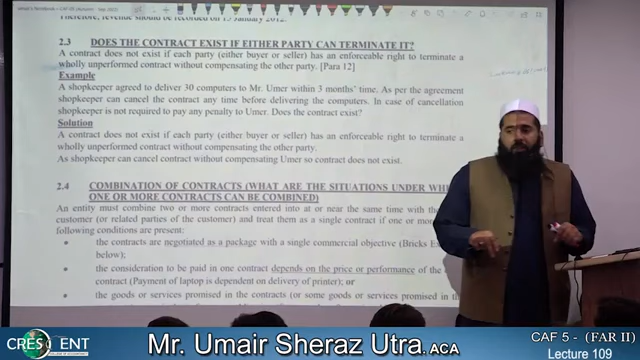 Therefore, revenue should be recorded on 15 January 2012.
2.3 DOES THE CONTRACT EXIST IF EITHER PARTY CAN TERMINATE IT?
A contract does not exist if each party (either buyer or seller) has an enforceable right to terminate a
wholly unperformed contract without compensating the other party. [Para 12]
Example
A shopkeeper agreed to deliver 30 computers to Mr. Umer within 3 months' time. As per the agreement
shopkeeper can cancel the contract any time before delivering the computers. In case of cancellation
shopkeeper is not required to pay any penalty to Umer. Does the contract exist?
Solution
A contract does not exist if each party (either buyer or seller) has an enforceable right to terminate a
wholly unperformed contract without compensating the other party.
As shopkeeper can cancel contract without compensating Umer so contract does not exist.
2.4 COMBINATION OF CONTRACTS (WHAT ARE THE SITUATIONS UNDER WHI
ONE OR MORE CONTRACTS CAN BE COMBINED)
An entity must combine two or more contracts entered into at or near the same time with the
customer (or related parties of the customer) and treat them as a single contract if one or mor
following conditions are present:
• the contracts are negotiated as a package with a single commercial objective (Bricks Ex
below);
• the consideration to be paid in one contract depends on the price or performance of the
contract (Payment of laptop is dependent on delivery of printer); or
• the goods or services promised in the contracts (or some goods or services promised in
CRESCENT
COLLEGE OF ACCOUNTANCY
Mr. Umair Sheraz Utra. ACA
CAF 5 - (FAR II)
Lecture 109